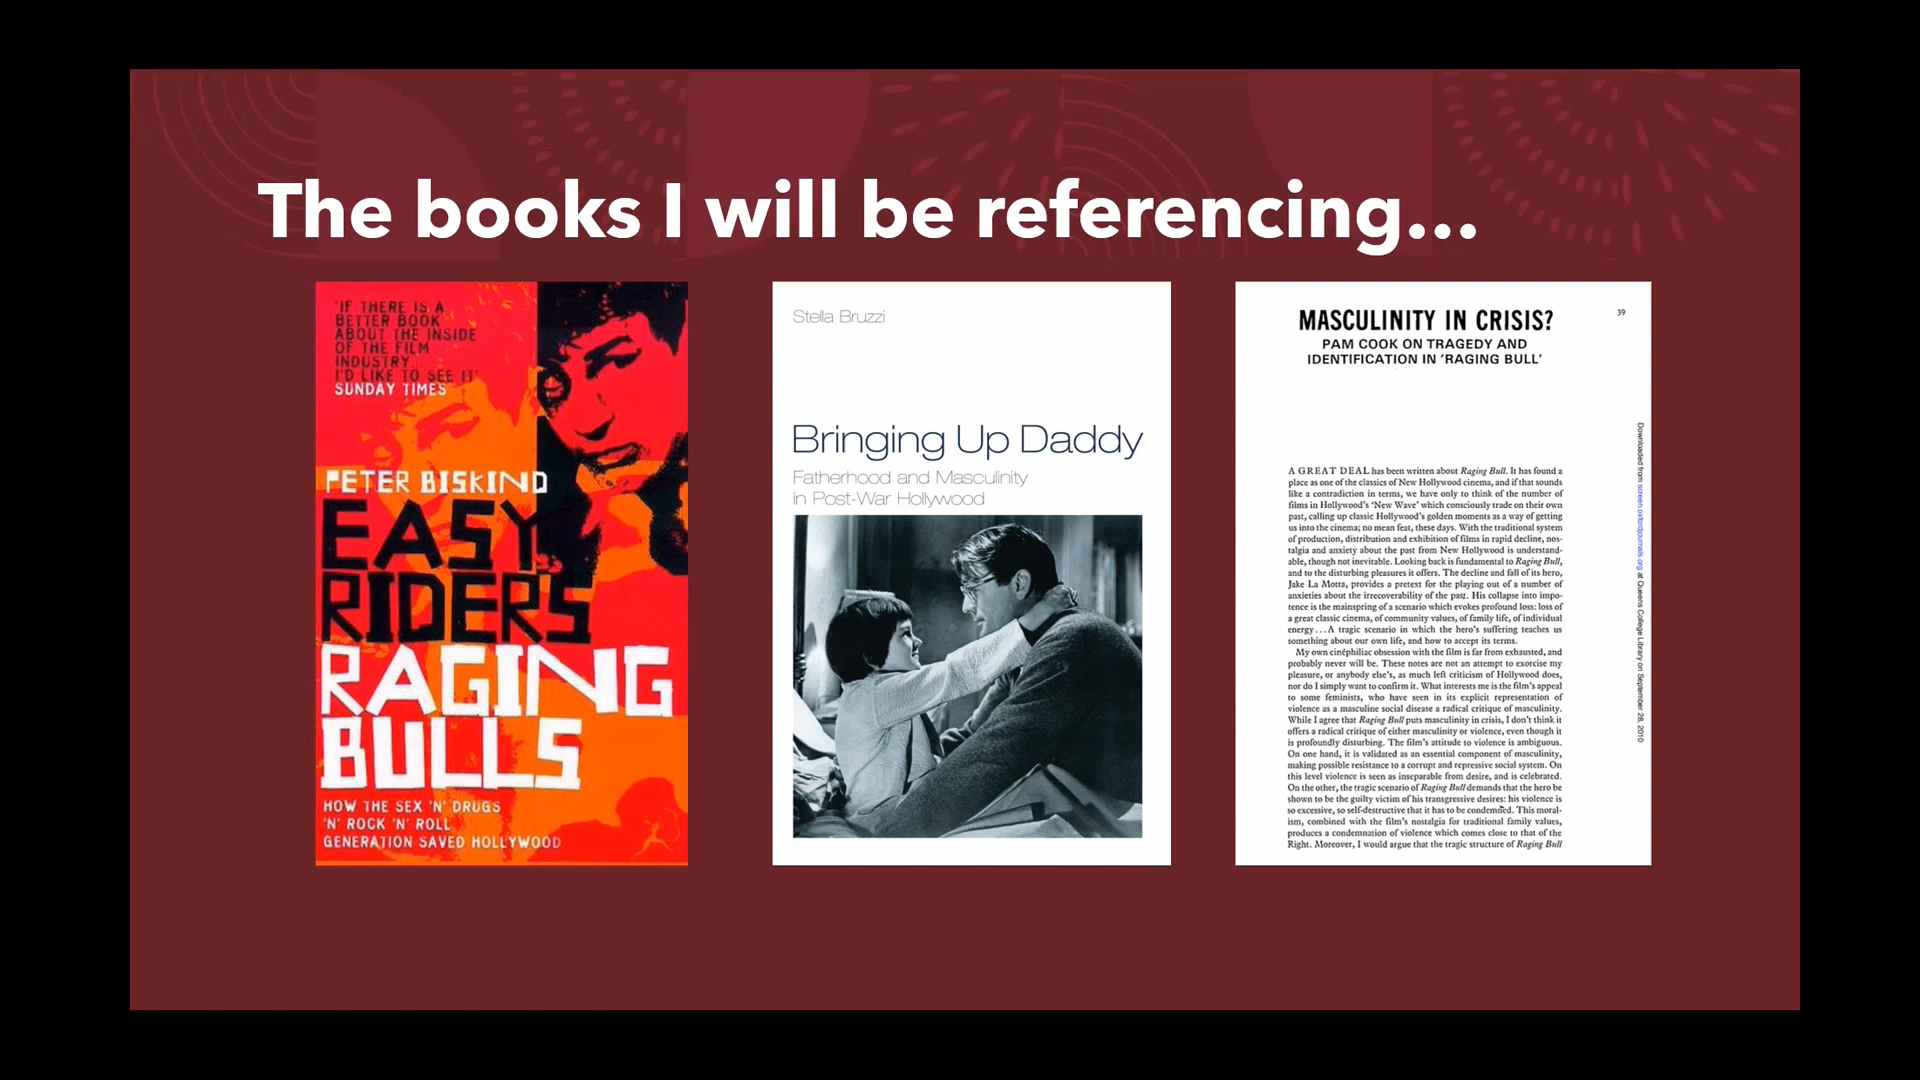 The books I will be referencing...
'IF THERE IS A
BETTER BOOK
ABOUT THE INSIDE
OF THE FILM
INDUSTRY...
I'D LIKE TO SEE IT'
SUNDAY TIMES
PETER BISKIND
EASY
RIDERS
RAGING
BULLS
HOW THE SEX 'N' DRUGS
'N' ROCK 'N' ROLL
GENERATION SAVED HOLLYWOOD
Stella Bruzzi
Bringing Up Daddy
Fatherhood and Masculinity
in Post-War Hollywood
39
MASCULINITY IN CRISIS?
PAM COOK ON TRAGEDY AND
IDENTIFICATION IN 'RAGING BULL'
A GREAT DEAL has been written about Raging Bull. It has found a
place as one of the classics of New Hollywood cinema, and if that sounds
like a contradiction in terms, we have only to think of the number of
films in Hollywood's 'New Wave' which consciously trade on their own
past, calling up classic Hollywood's golden moments as a way of getting
us into the cinema; no mean feat, these days. With the traditional system
of production, distribution and exhibition of films in rapid decline, nos-
talgia and anxiety about the past from New Hollywood is understand-
able, though not inevitable. Looking back is fundamental to Raging Bull,
and to the disturbing pleasures it offers. The decline and fall of its hero,
Jake La Motta, provides a pretext for the playing out of a number of
anxieties about the irrecoverability of the past. His collapse into impo-
tence is the mainspring of a scenario which evokes profound loss: loss of
a great classic cinema, of community values, of family life, of individual
energy . . . A tragic scenario in which the hero's suffering teaches us
something about our own life, and how to accept its terms.
My own cinéphiliac obsession with the film is far from exhausted, and
probably never will be. These notes are not an attempt to exorcise my
pleasure, or anybody else's, as much left criticism of Hollywood does,
nor do I simply want to confirm it. What interests me is the film's appeal
to some feminists, who have seen in its explicit representation of
violence as a masculine social disease a radical critique of masculinity.
While I agree that Raging Bull puts masculinity in crisis, I don't think it
offers a radical critique of either masculinity or violence, even though it
is profoundly disturbing. The film's attitude to violence is ambiguous.
On one hand, it is validated as an essential component of masculinity,
making possible resistance to a corrupt and repressive social system. On
this level violence is seen as inseparable from desire, and is celebrated.
On the other, the tragic scenario of Raging Bull demands that the hero be
shown to be the guilty victim of his transgressive desires: his violence is
so excessive, so self-destructive that it has to be condemned. This moral-
ism, combined with the film's nostalgia for traditional family values,
produces a condemnation of violence which comes close to that of the
Right. Moreover, I would argue that the tragic structure of Raging Bull
Downloaded from screen.oxfordjournals.org at Queens College Library on September 28, 2010